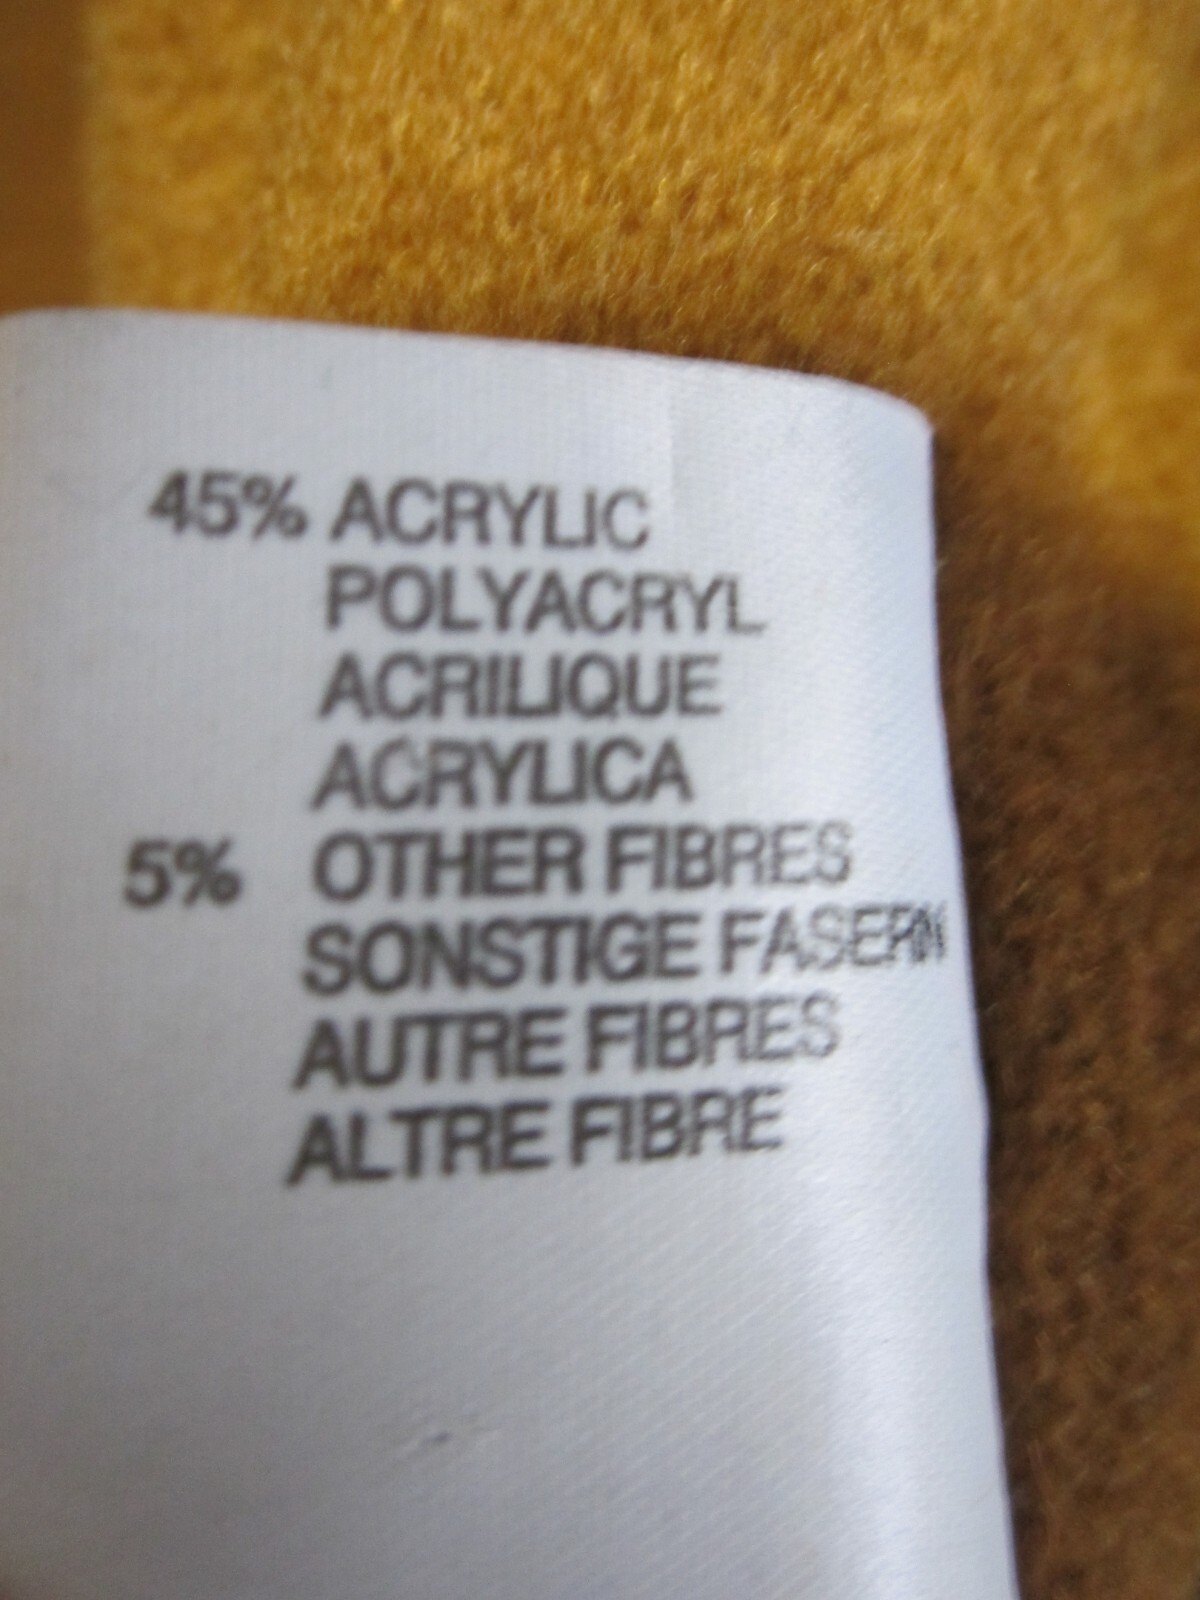 45% ACRYLIC
POLYACRYL
ACRILIQUE
ACRYLICA
5% OTHER FIBRES
SONSTIGE FASERN
AUTRE FIBRES
ALTRE FIBRE